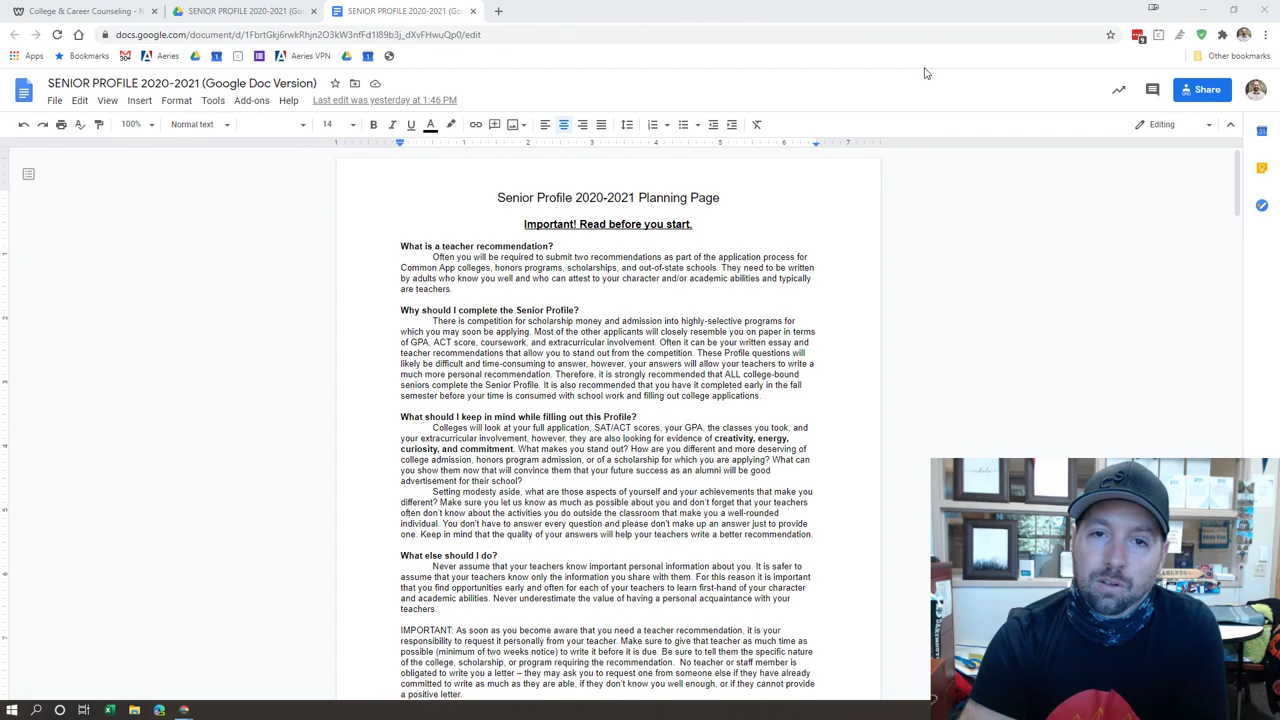 College & Career Counseling - W
SENIOR PROFILE 2020-2021 (Goo
SENIOR PROFILE 2020-2021 (Goo
docs.google.com/document/d/1FbrtGkj6rwkRhjn2O3kW3nfFd1l89b3j_dXvFHwuQp0/edit
Apps
Bookmarks
Aeries
Aeries VPN
Other bookmarks
SENIOR PROFILE 2020-2021 (Google Doc Version)
File Edit View Insert Format Tools Add-ons Help Last edit was yesterday at 1:46 PM
Share
100% Normal text 14 B I U A Editing
1 1 2 3 4 5 6 7
Senior Profile 2020-2021 Planning Page
Important! Read before you start.
What is a teacher recommendation?
Often you will be required to submit two recommendations as part of the application process for
Common App colleges, honors programs, scholarships, and out-of-state schools. They need to be written
by adults who know you well and who can attest to your character and/or academic abilities and typically
are teachers.
Why should I complete the Senior Profile?
There is competition for scholarship money and admission into highly-selective programs for
which you may soon be applying. Most of the other applicants will closely resemble you on paper in terms
of GPA, ACT score, coursework, and extracurricular involvement. Often it can be your written essay and
teacher recommendations that allow you to stand out from the competition. These Profile questions will
likely be difficult and time-consuming to answer, however, your answers will allow your teachers to write a
much more personal recommendation. Therefore, it is strongly recommended that ALL college-bound
seniors complete the Senior Profile. It is also recommended that you have it completed early in the fall
semester before your time is consumed with school work and filling out college applications.
What should I keep in mind while filling out this Profile?
Colleges will look at your full application, SAT/ACT scores, your GPA, the classes you took, and
your extracurricular involvement, however, they are also looking for evidence of creativity, energy,
curiosity, and commitment. What makes you stand out? How are you different and more deserving of
college admission, honors program admission, or of a scholarship for which you are applying? What can
you show them now that will convince them that your future success as an alumni will be good
advertisement for their school?
Setting modesty aside, what are those aspects of yourself and your achievements that make you
different? Make sure you let us know as much as possible about you and don't forget that your teachers
often don't know about the activities you do outside the classroom that make you a well-rounded
individual. You don't have to answer every question and please don't make up an answer just to provide
one. Keep in mind that the quality of your answers will help your teachers write a better recommendation.
What else should I do?
Never assume that your teachers know important personal information about you. It is safer to
assume that your teachers know only the information you share with them. For this reason it is important
that you find opportunities early and often for each of your teachers to learn first-hand of your character
and academic abilities. Never underestimate the value of having a personal acquaintance with your
teachers.
IMPORTANT: As soon as you become aware that you need a teacher recommendation, it is your
responsibility to request it personally from your teacher. Make sure to give that teacher as much time as
possible (minimum of two weeks notice) to write it before it is due. Be sure to tell them the specific nature
of the college, scholarship, or program requiring the recommendation. No teacher or staff member is
obligated to write you a letter – they may ask you to request one from someone else if they have already
committed to write as much as they are able, if they don't know you well enough, or if they cannot provide
a positive letter.